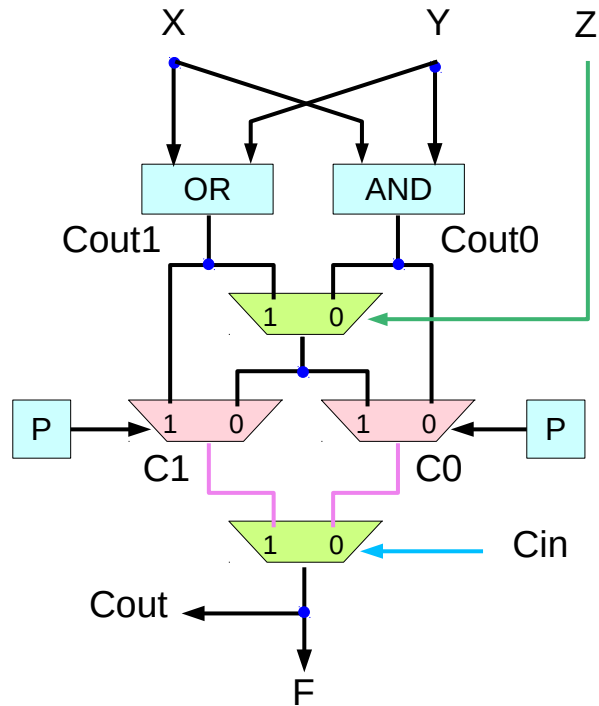 X Y Z
OR AND
Cout1 Cout0
1 0
P 1 0 1 0 P
C1 C0
1 0
Cin
Cout
F